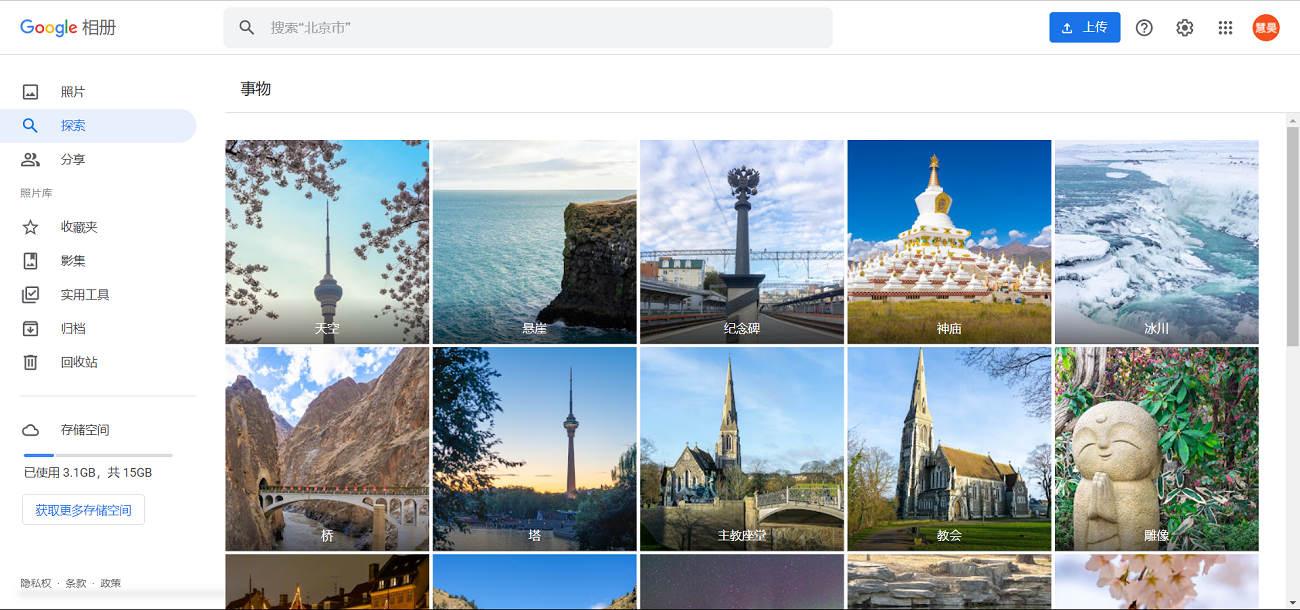 Google 相册
搜索“北京市”
上传
慧昊
事物
照片
探索
分享
照片库
收藏夹
影集
实用工具
归档
回收站
存储空间
已使用 3.1GB，共 15GB
获取更多存储空间
隐私权 · 条款 · 政策
天空
悬崖
纪念碑
神庙
冰川
桥
塔
主教座堂
教会
雕像